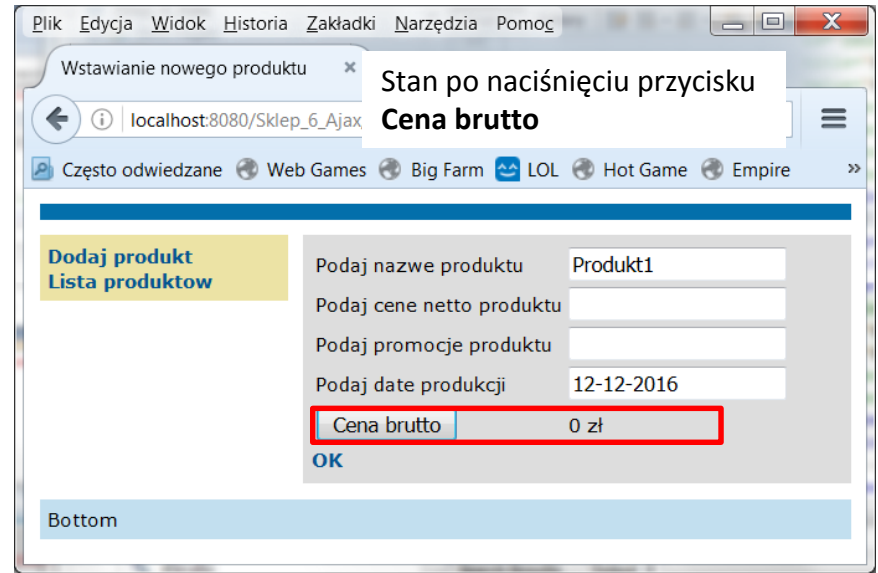 Plik Edycja Widok Historia Zakładki Narzędzia Pomoc
Wstawianie nowego produktu ×
Stan po naciśnięciu przycisku
Cena brutto
localhost:8080/Sklep_6_Ajax
Często odwiedzane Web Games Big Farm LOL Hot Game Empire »
Dodaj produkt
Lista produktow
Podaj nazwe produktu Produkt1
Podaj cene netto produktu
Podaj promocje produktu
Podaj date produkcji 12-12-2016
Cena brutto 0 zł
OK
Bottom